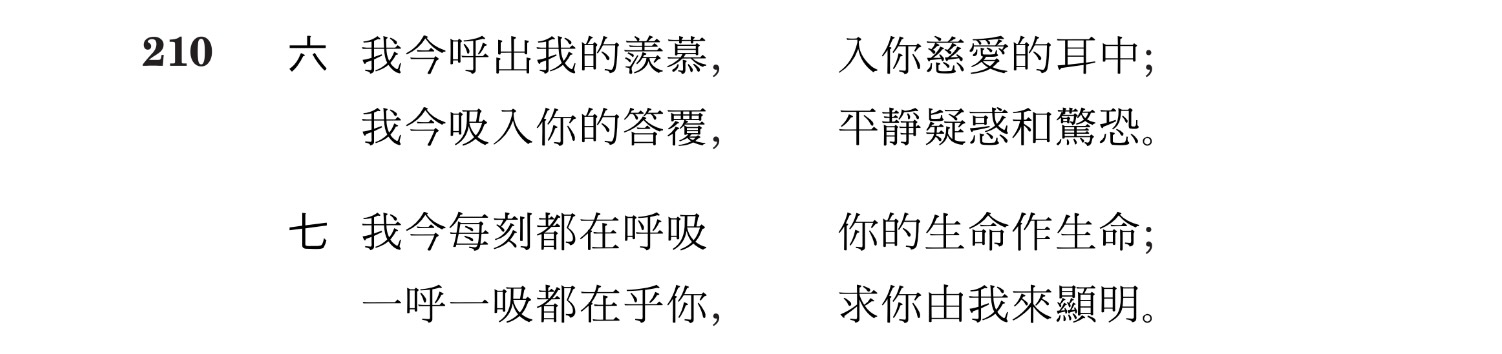 210 六 我今呼出我的羨慕， 入你慈愛的耳中；
我今吸入你的答覆， 平靜疑惑和驚恐。
七 我今每刻都在呼吸 你的生命作生命；
一呼一吸都在乎你， 求你由我來顯明。